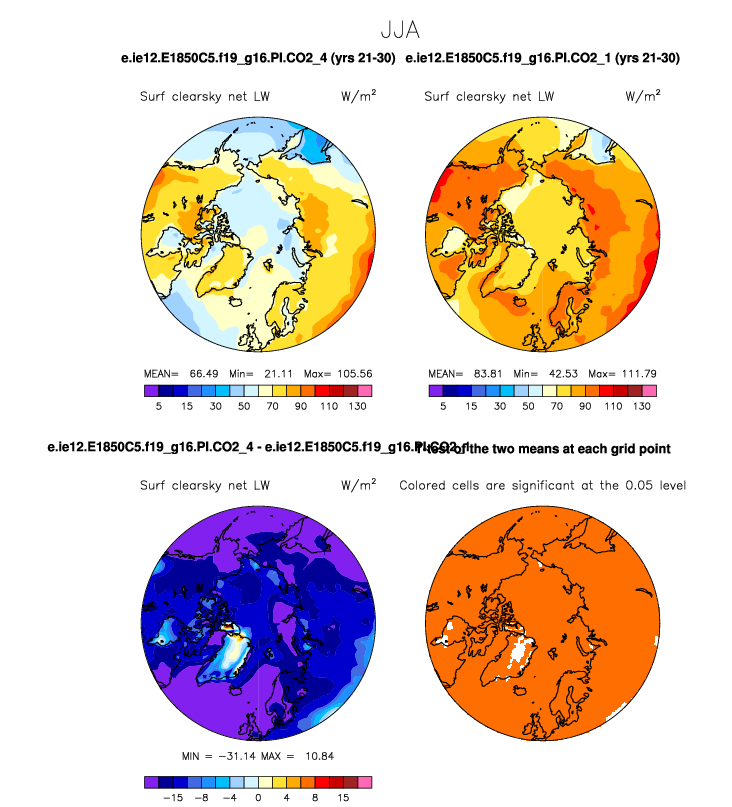 JJA
e.ie12.E1850C5.f19_g16.PI.CO2_4 (yrs 21-30) e.ie12.E1850C5.f19_g16.PI.CO2_1 (yrs 21-30)
Surf clearsky net LW W/m² Surf clearsky net LW W/m²
MEAN= 66.49 Min= 21.11 Max= 105.56 MEAN= 83.81 Min= 42.53 Max= 111.79
5 15 30 50 70 90 110 130 5 15 30 50 70 90 110 130
e.ie12.E1850C5.f19_g16.PI.CO2_4 - e.ie12.E1850C5.f19_g16.PI.CO2_1 T-test of the two means at each grid point
Surf clearsky net LW W/m² Colored cells are significant at the 0.05 level
MIN = −31.14 MAX = 10.84
−15 −8 −4 0 4 8 15